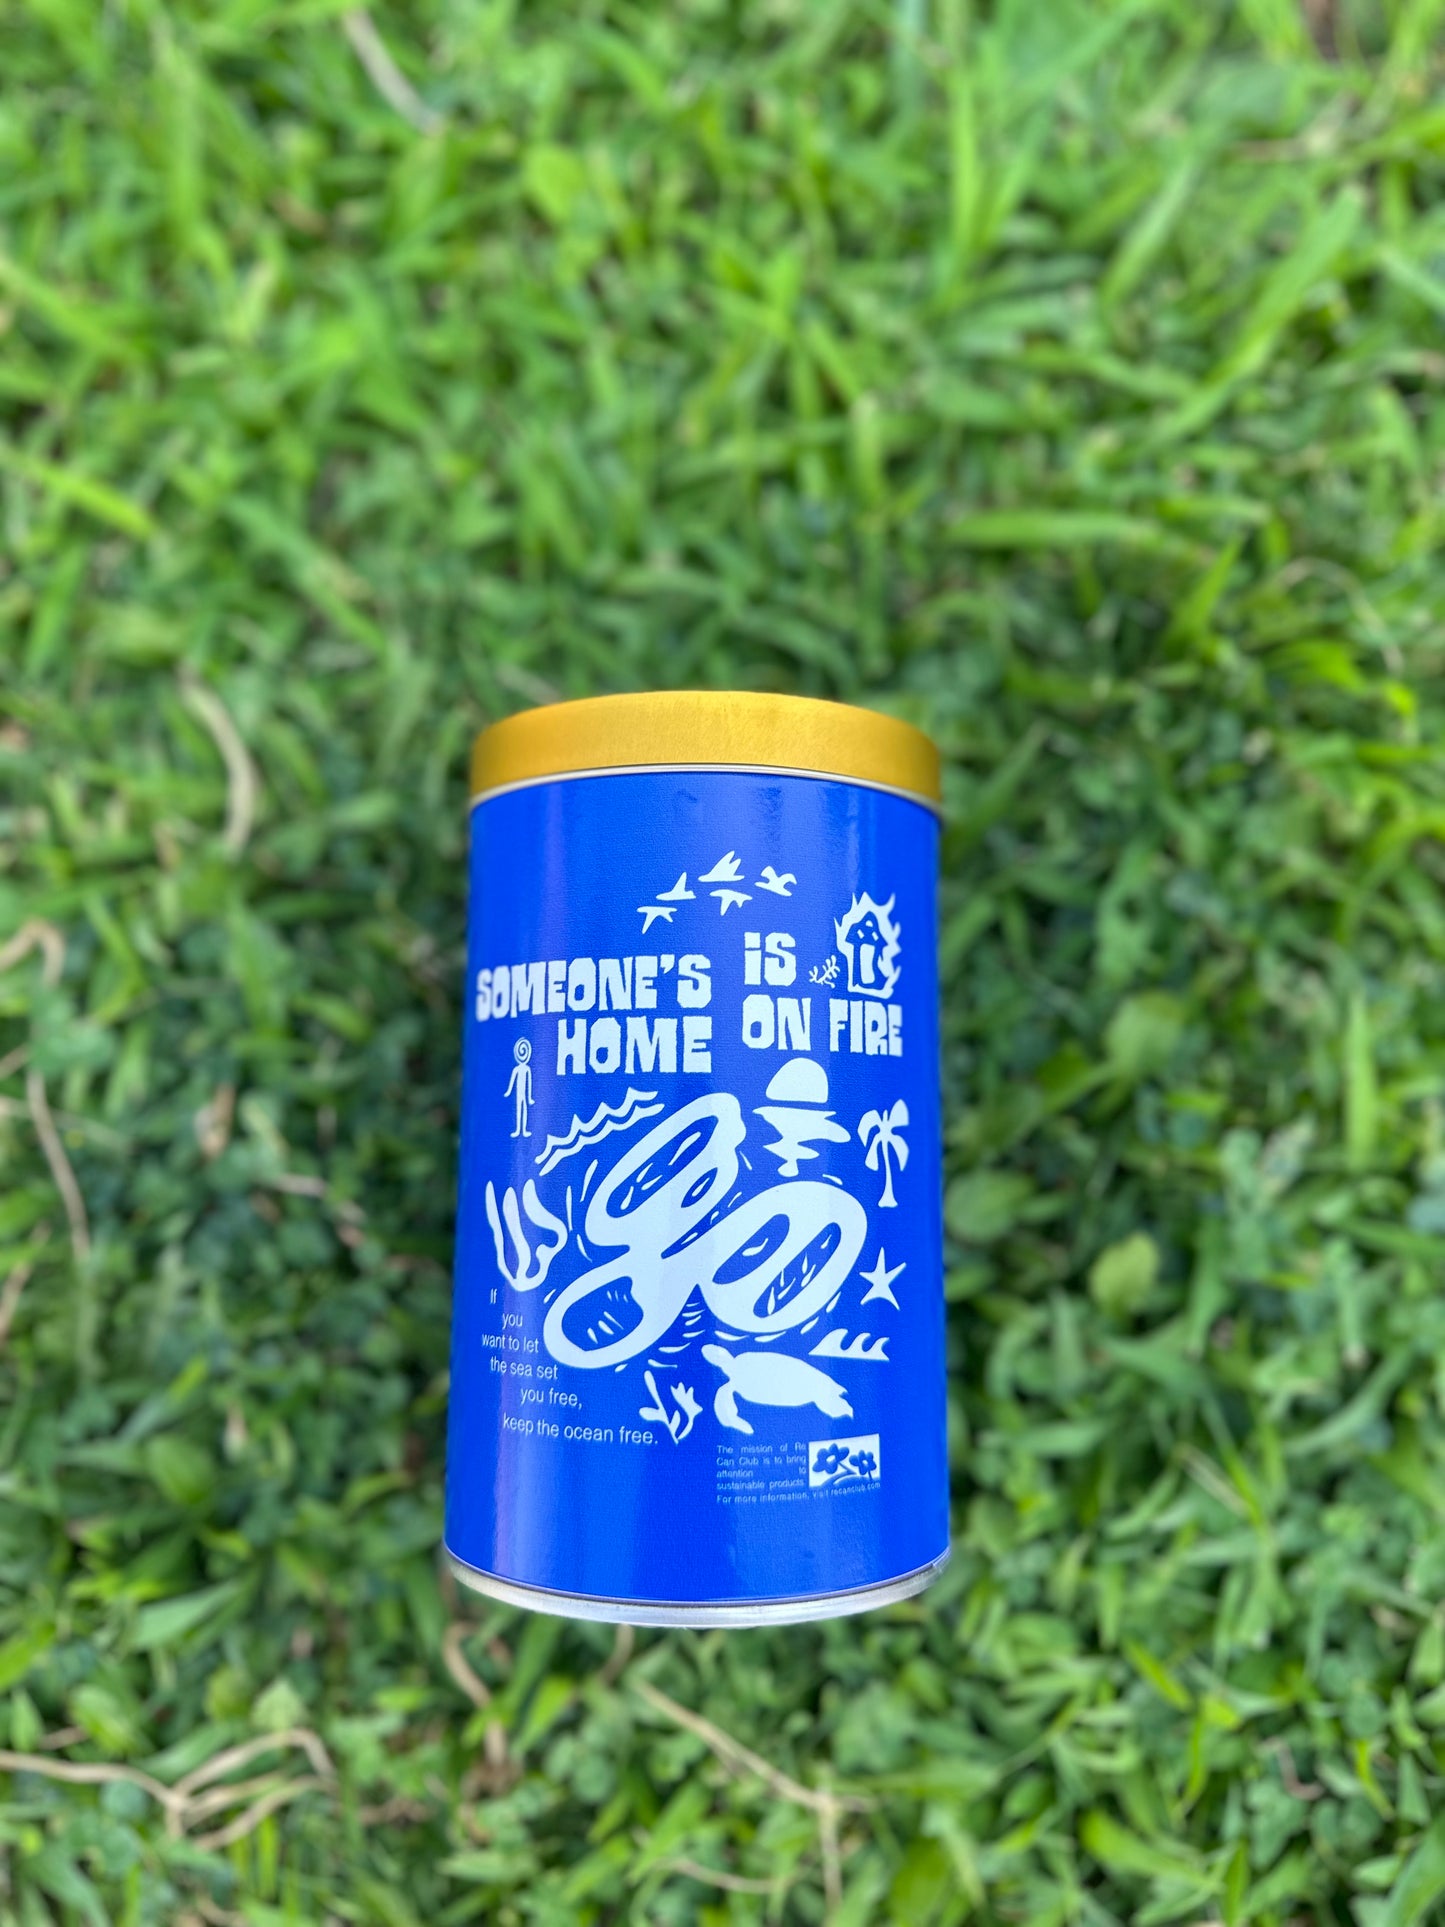 SOMEONE'S
HOME
iS
ON FIRE
go
If
you
want to let
the sea set
you free,
keep the ocean free.
The mission of Re
Can Club is to bring
attention to
sustainable products.
For more information, visit recanclub.com